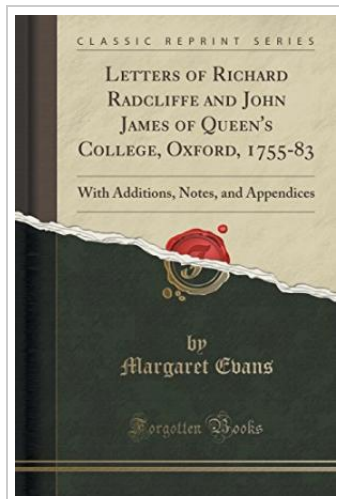 CLASSIC REPRINT SERIES
LETTERS OF RICHARD
RADCLIFFE AND JOHN
JAMES OF QUEEN'S
COLLEGE, OXFORD, 1755-83
With Additions, Notes, and Appendices
by
Margaret Evans
Forgotten Books